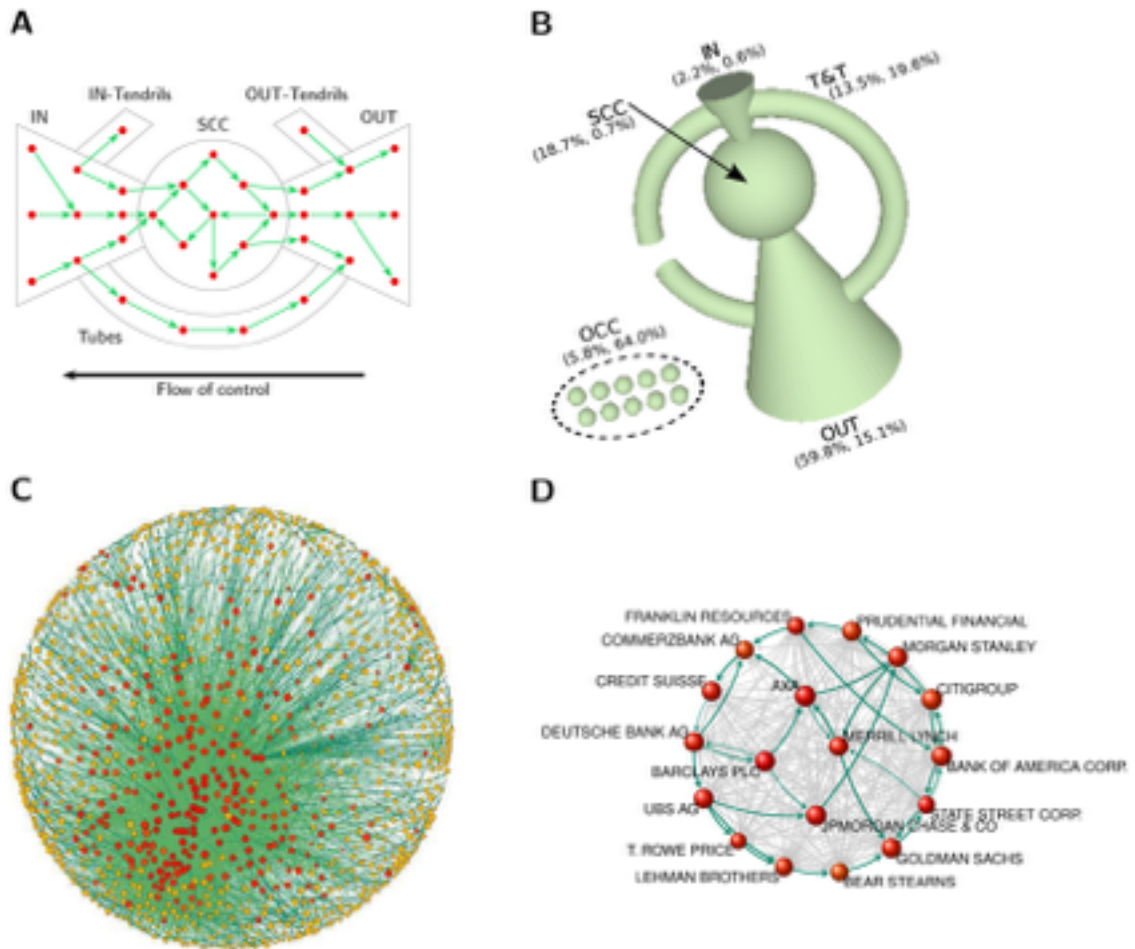 A
IN-Tendrils
OUT-Tendrils
IN
SCC
OUT
Tubes
Flow of control
B
IN
(2.2%, 0.6%)
T&T
(13.5%, 19.6%)
SCC
(18.7%, 0.7%)
OCC
(5.8%, 64.0%)
OUT
(59.8%, 15.1%)
C
D
FRANKLIN RESOURCES
PRUDENTIAL FINANCIAL
COMMERZBANK AG
MORGAN STANLEY
CREDIT SUISSE
AXA
CITIGROUP
DEUTSCHE BANK AG
MERRILL LYNCH
BARCLAYS PLC
BANK OF AMERICA CORP.
UBS AG
STATE STREET CORP.
JPMORGAN CHASE & CO
T. ROWE PRICE
GOLDMAN SACHS
LEHMAN BROTHERS
BEAR STEARNS